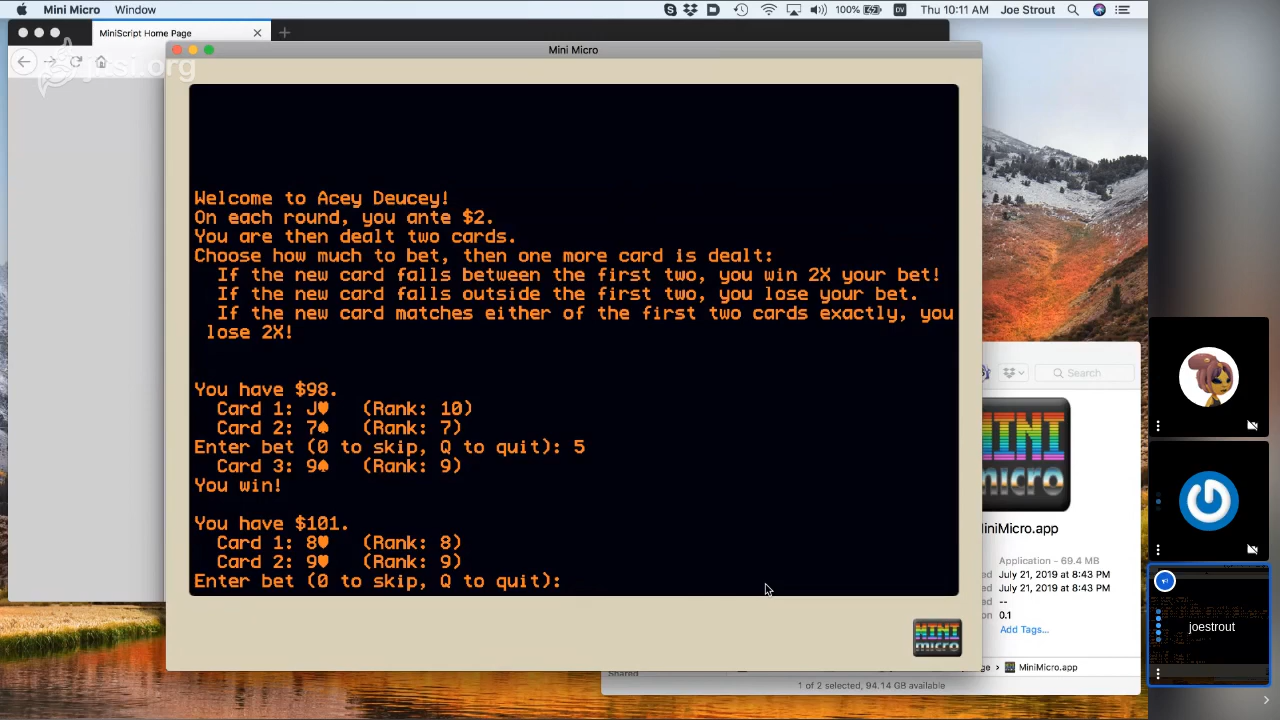 Mini Micro Window
100%
Thu 10:11 AM Joe Strout
MiniScript Home Page
jitsi.org
Mini Micro
Welcome to Acey Deucey!
On each round, you ante $2.
You are then dealt two cards.
Choose how much to bet, then one more card is dealt:
If the new card falls between the first two, you win 2X your bet!
If the new card falls outside the first two, you lose your bet.
If the new card matches either of the first two cards exactly, you
lose 2X!
You have $98.
Card 1: J♥ (Rank: 10)
Card 2: 7♠ (Rank: 7)
Enter bet (0 to skip, Q to quit): 5
Card 3: 9♠ (Rank: 9)
You win!
You have $101.
Card 1: 8♥ (Rank: 8)
Card 2: 9♥ (Rank: 9)
Enter bet (0 to skip, Q to quit):
MINI
micro
Search
MINI
micro
iniMicro.app
Application - 69.4 MB
July 21, 2019 at 8:43 PM
July 21, 2019 at 8:43 PM
--
0.1
Add Tags...
MiniMicro.app
1 of 2 selected, 94.14 GB available
joestrout